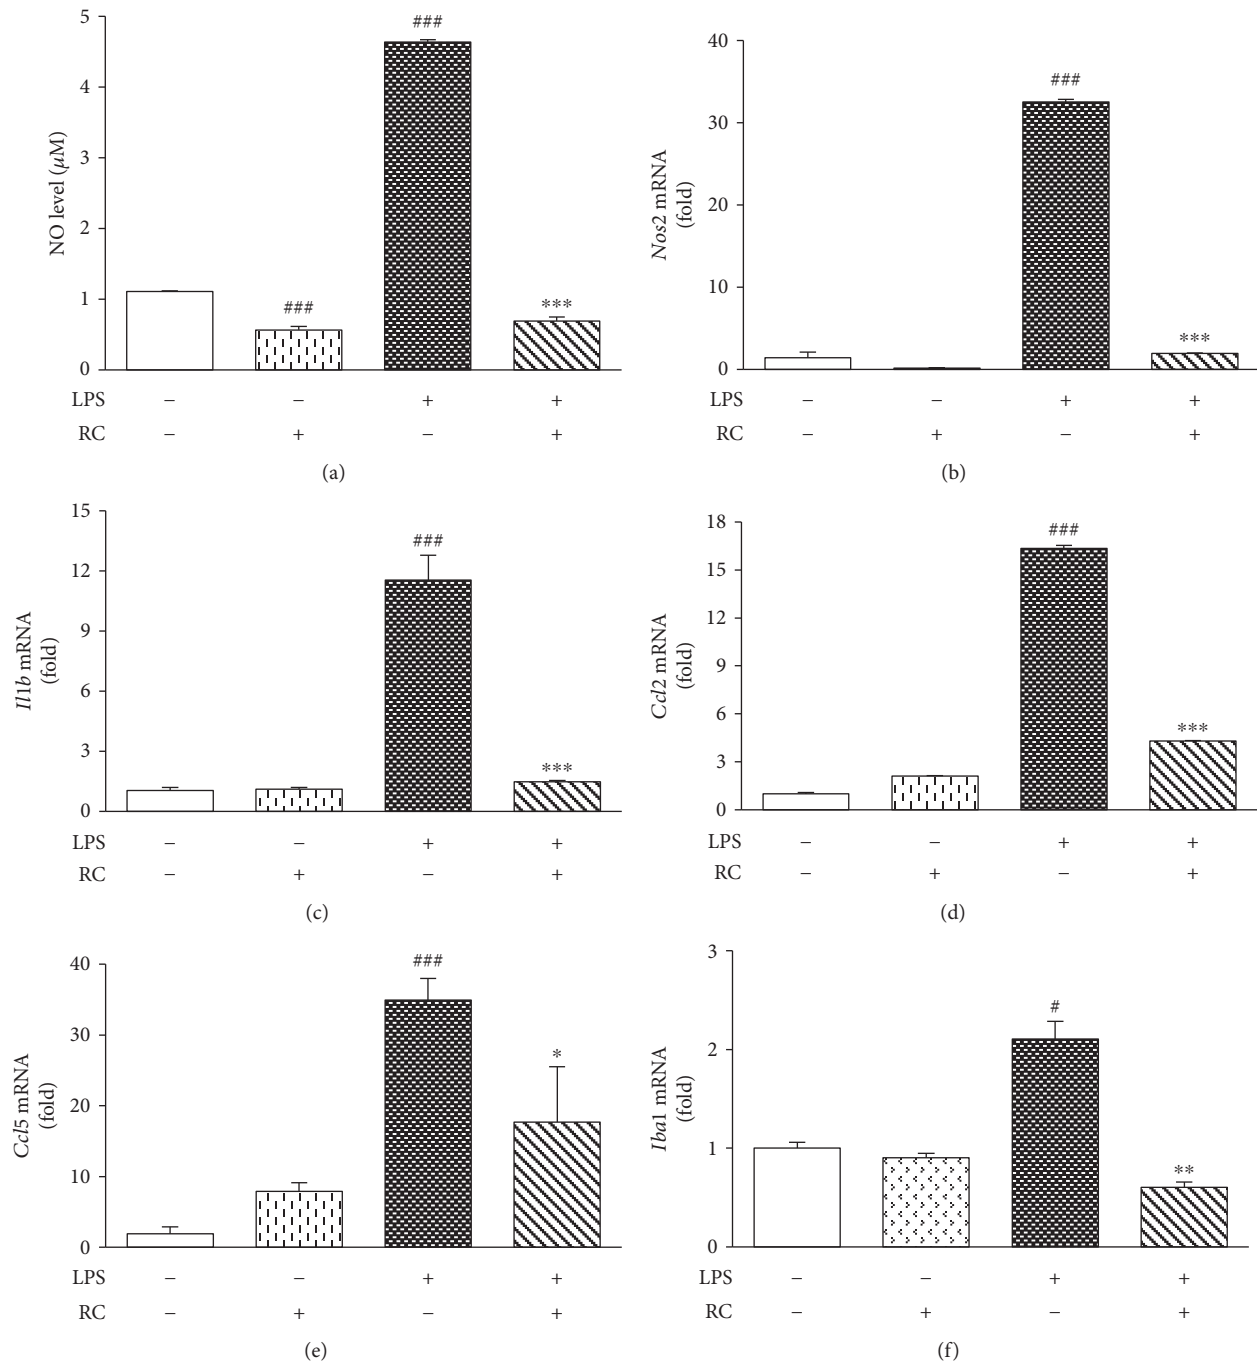 5
4
3
2
1
0
NO level (μM)
###
###
***
LPS − − + +
RC − + − +
(a)
40
30
20
10
0
Nos2 mRNA
(fold)
###
***
LPS − − + +
RC − + − +
(b)
15
12
9
6
3
0
Il1b mRNA
(fold)
###
***
LPS − − + +
RC − + − +
(c)
18
15
12
9
6
3
0
Ccl2 mRNA
(fold)
###
***
LPS − − + +
RC − + − +
(d)
40
30
20
10
0
Ccl5 mRNA
(fold)
###
*
LPS − − + +
RC − + − +
(e)
3
2
1
0
Iba1 mRNA
(fold)
#
**
LPS − − + +
RC − + − +
(f)